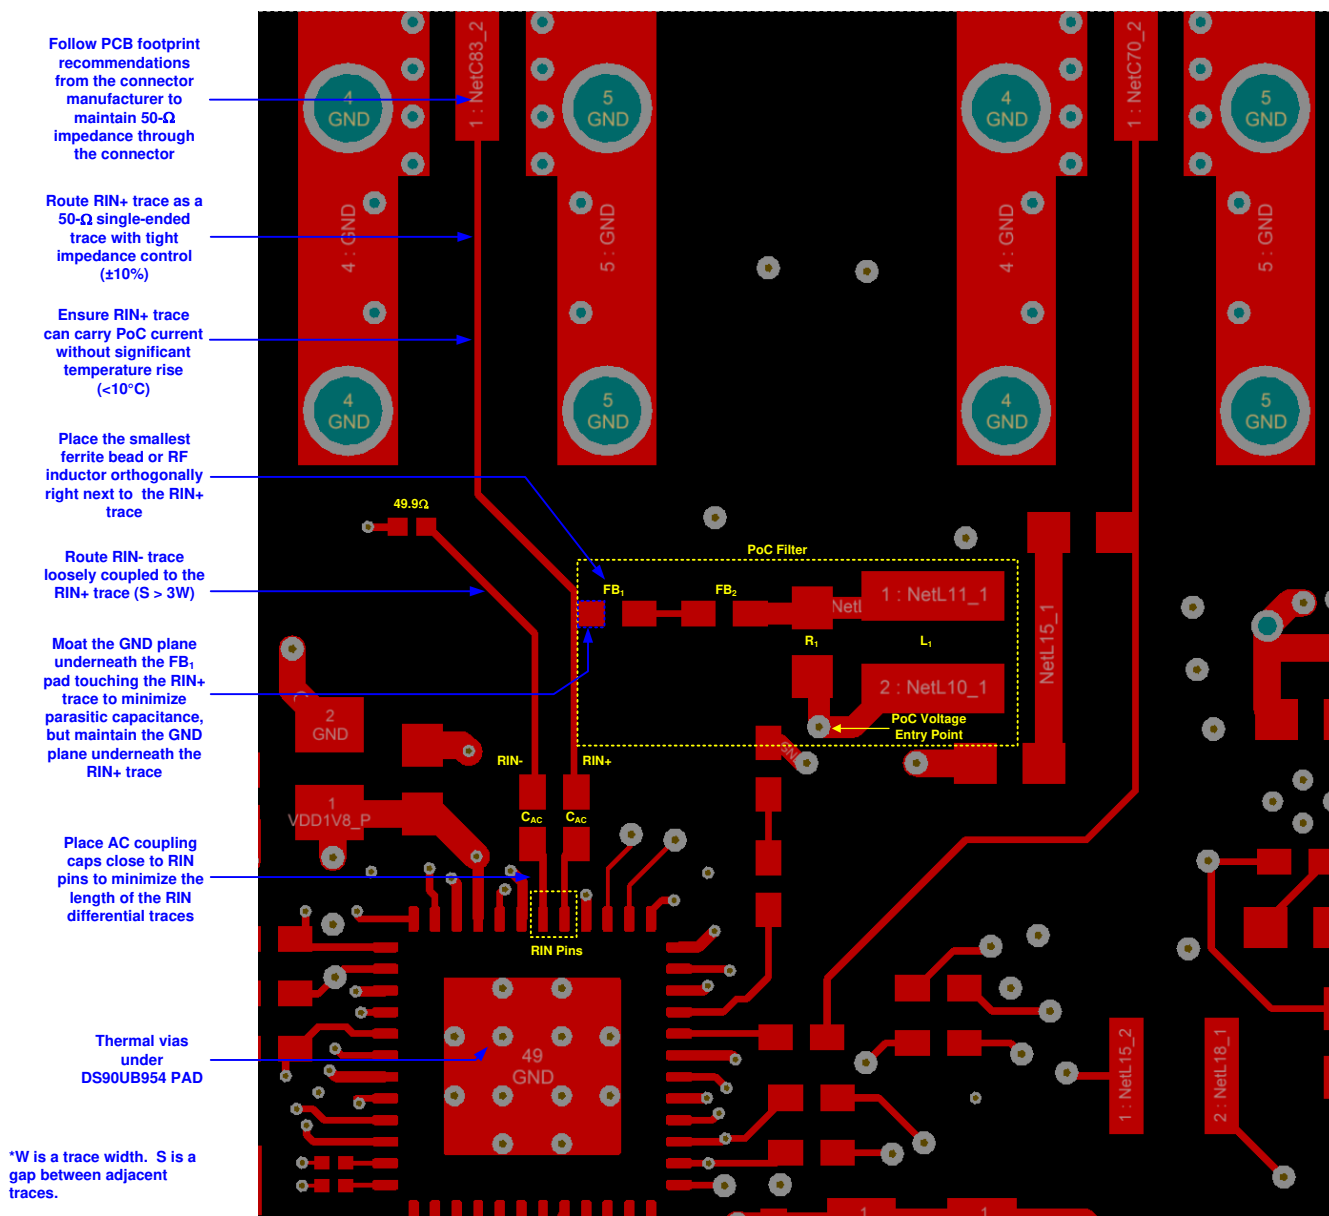 Follow PCB footprint
recommendations
from the connector
manufacturer to
maintain 50-Ω
impedance through
the connector
Route RIN+ trace as a
50-Ω single-ended
trace with tight
impedance control
(±10%)
Ensure RIN+ trace
can carry PoC current
without significant
temperature rise
(<10°C)
Place the smallest
ferrite bead or RF
inductor orthogonally
right next to the RIN+
trace
Route RIN- trace
loosely coupled to the
RIN+ trace (S > 3W)
Moat the GND plane
underneath the FB₁
pad touching the RIN+
trace to minimize
parasitic capacitance,
but maintain the GND
plane underneath the
RIN+ trace
Place AC coupling
caps close to RIN
pins to minimize the
length of the RIN
differential traces
Thermal vias
under
DS90UB954 PAD
*W is a trace width. S is a
gap between adjacent
traces.
1 : NetC83_2
1 : NetC70_2
4
GND
5
GND
4
GND
5
GND
4 : GND
5 : GND
4 : GND
5 : GND
4
GND
5
GND
4
GND
5
GND
49.9Ω
PoC Filter
FB₁
FB₂
1 : NetL11_1
R₁
L₁
2 : NetL10_1
PoC Voltage
Entry Point
NetL15_1
2
GND
1
VDD1V8_P
RIN-
RIN+
C_AC
C_AC
RIN Pins
49
GND
1 : NetL15_2
2 : NetL18_1
1
1